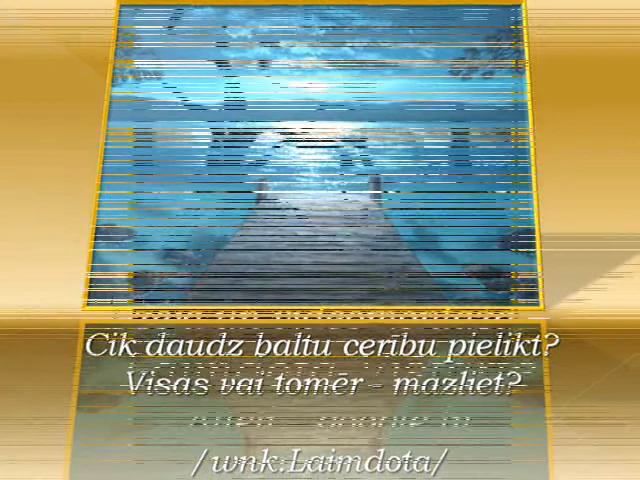 Cik daudz baltu cerību pielikt?
Visas vai tomēr - mazliet?
/wnk:Laimdota/